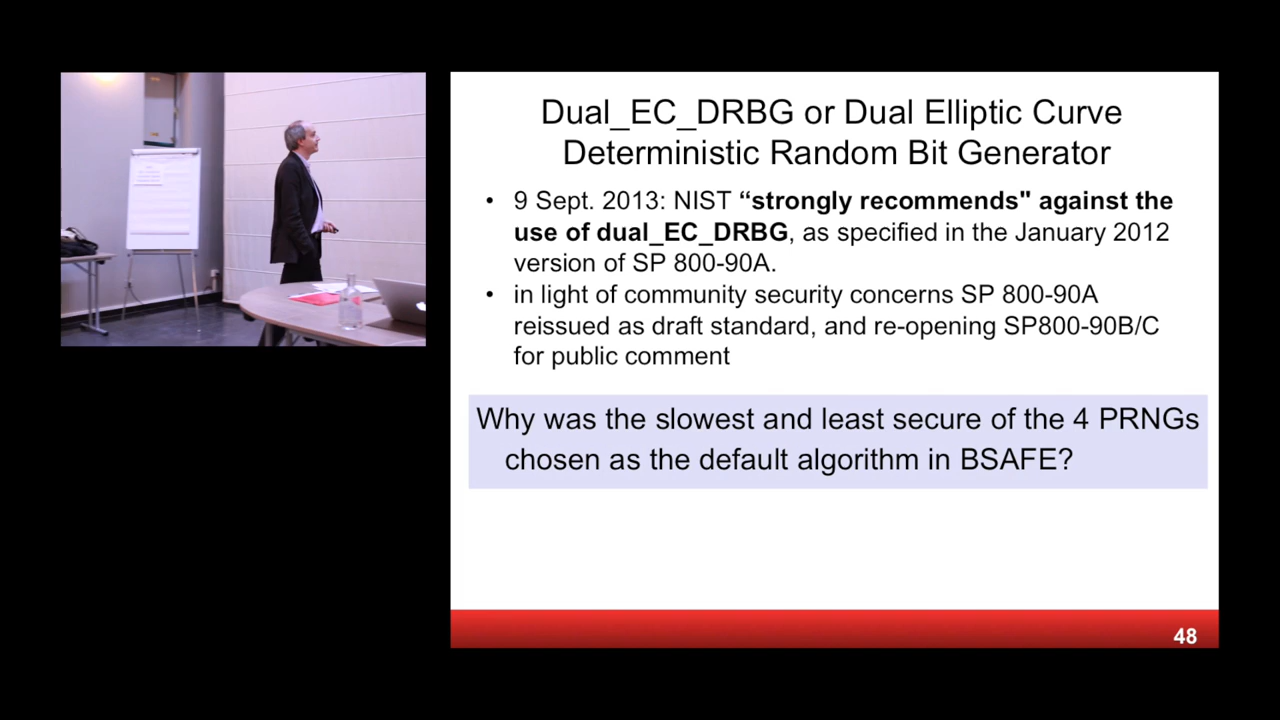 Dual_EC_DRBG or Dual Elliptic Curve
Deterministic Random Bit Generator
• 9 Sept. 2013: NIST “strongly recommends" against the
use of dual_EC_DRBG, as specified in the January 2012
version of SP 800-90A.
• in light of community security concerns SP 800-90A
reissued as draft standard, and re-opening SP800-90B/C
for public comment
Why was the slowest and least secure of the 4 PRNGs
chosen as the default algorithm in BSAFE?
48